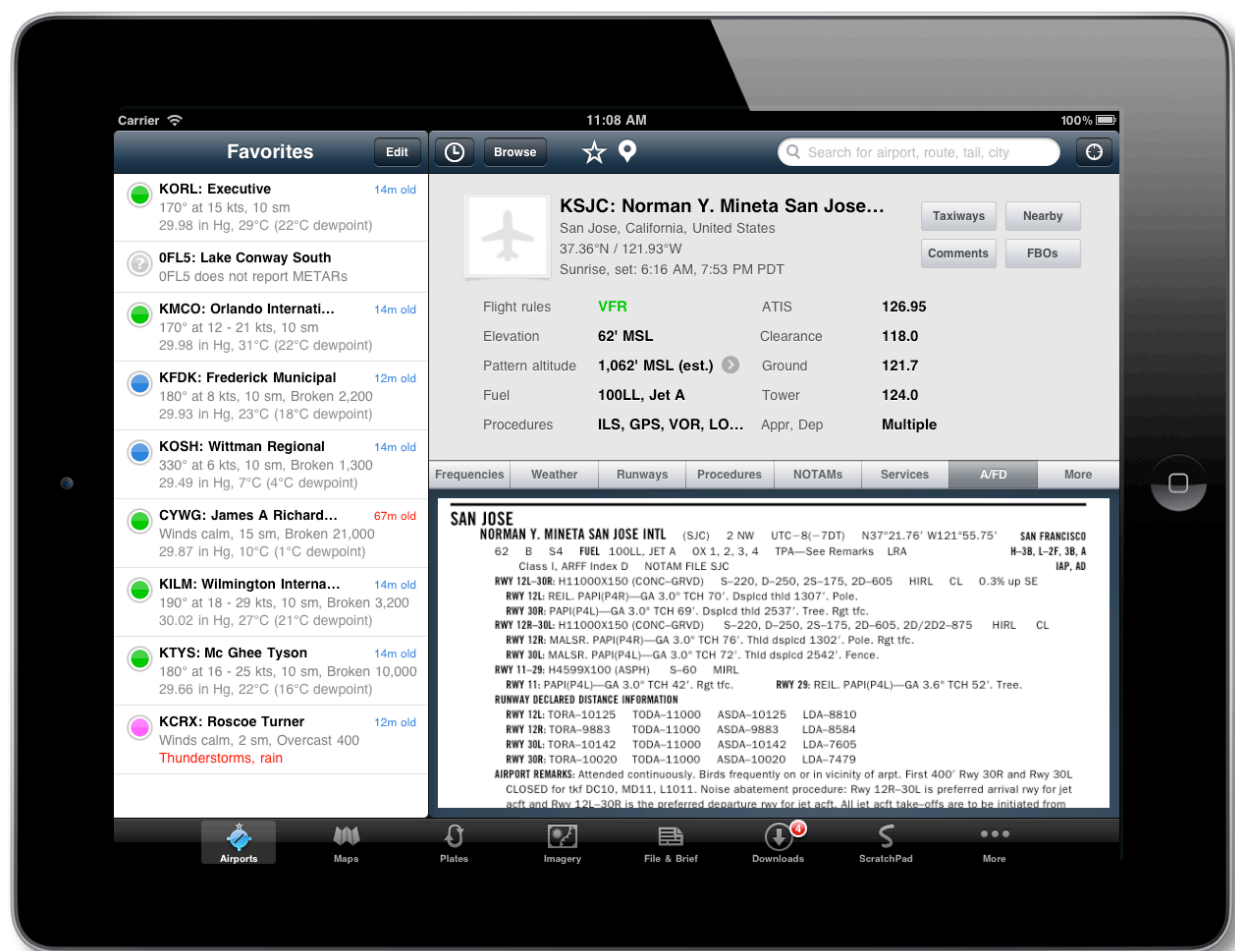 Carrier
11:08 AM
100%
Favorites
Edit
Browse
Search for airport, route, tail, city
KORL: Executive
14m old
170° at 15 kts, 10 sm
29.98 in Hg, 29°C (22°C dewpoint)
0FL5: Lake Conway South
0FL5 does not report METARs
KMCO: Orlando Internati...
14m old
170° at 12 - 21 kts, 10 sm
29.98 in Hg, 31°C (22°C dewpoint)
KFDK: Frederick Municipal
12m old
180° at 8 kts, 10 sm, Broken 2,200
29.93 in Hg, 23°C (18°C dewpoint)
KOSH: Wittman Regional
14m old
330° at 6 kts, 10 sm, Broken 1,300
29.49 in Hg, 7°C (4°C dewpoint)
CYWG: James A Richard...
67m old
Winds calm, 15 sm, Broken 21,000
29.87 in Hg, 10°C (1°C dewpoint)
KILM: Wilmington Interna...
14m old
190° at 18 - 29 kts, 10 sm, Broken 3,200
30.02 in Hg, 27°C (21°C dewpoint)
KTYS: Mc Ghee Tyson
14m old
180° at 16 - 25 kts, 10 sm, Broken 10,000
29.66 in Hg, 22°C (16°C dewpoint)
KCRX: Roscoe Turner
12m old
Winds calm, 2 sm, Overcast 400
Thunderstorms, rain
KSJC: Norman Y. Mineta San Jose...
San Jose, California, United States
37.36°N / 121.93°W
Sunrise, set: 6:16 AM, 7:53 PM PDT
Taxiways
Nearby
Comments
FBOs
Flight rules VFR ATIS 126.95
Elevation 62' MSL Clearance 118.0
Pattern altitude 1,062' MSL (est.) Ground 121.7
Fuel 100LL, Jet A Tower 124.0
Procedures ILS, GPS, VOR, LO... Appr, Dep Multiple
Frequencies Weather Runways Procedures NOTAMs Services A/FD More
SAN JOSE
NORMAN Y. MINETA SAN JOSE INTL (SJC) 2 NW UTC–8(–7DT) N37°21.76′ W121°55.75′ SAN FRANCISCO
62 B S4 FUEL 100LL, JET A OX 1, 2, 3, 4 TPA—See Remarks LRA H–3B, L–2F, 3B, A
Class I, ARFF Index D NOTAM FILE SJC IAP, AD
RWY 12L–30R: H11000X150 (CONC–GRVD) S–220, D–250, 2S–175, 2D–605 HIRL CL 0.3% up SE
RWY 12L: REIL. PAPI(P4L)—GA 3.0° TCH 70′. Dsplcd thld 1307′. Pole.
RWY 30R: PAPI(P4L)—GA 3.0° TCH 69′. Dsplcd thld 2537′. Tree. Rgt tfc.
RWY 12R–30L: H11000X150 (CONC–GRVD) S–220, D–250, 2S–175, 2D–605, 2D/2D2–875 HIRL CL
RWY 12R: MALSR. PAPI(P4R)—GA 3.0° TCH 76′. Thld dsplcd 1302′. Pole. Rgt tfc.
RWY 30L: MALSR. PAPI(P4L)—GA 3.0° TCH 72′. Thld dsplcd 2542′. Fence.
RWY 11–29: H4599X100 (ASPH) S–60 MIRL
RWY 11: PAPI(P4L)—GA 3.0° TCH 42′. Rgt tfc. RWY 29: REIL. PAPI(P4L)—GA 3.6° TCH 52′. Tree.
RUNWAY DECLARED DISTANCE INFORMATION
RWY 12L: TORA–10125 TODA–11000 ASDA–10125 LDA–8810
RWY 12R: TORA–9883 TODA–11000 ASDA–9883 LDA–8584
RWY 30L: TORA–10142 TODA–11000 ASDA–10142 LDA–7605
RWY 30R: TORA–10020 TODA–11000 ASDA–10020 LDA–7479
AIRPORT REMARKS: Attended continuously. Birds frequently on or in vicinity of arpt. First 400′ Rwy 30R and Rwy 30L
CLOSED for tkf DC10, MD11, L1011. Noise abatement procedure: Rwy 12R–30L is preferred arrival rwy for jet
acft and Rwy 12L–30R is the preferred departure rwy for jet acft. All jet acft take–offs are to be initiated from
4
Airports Maps Plates Imagery File & Brief Downloads ScratchPad More